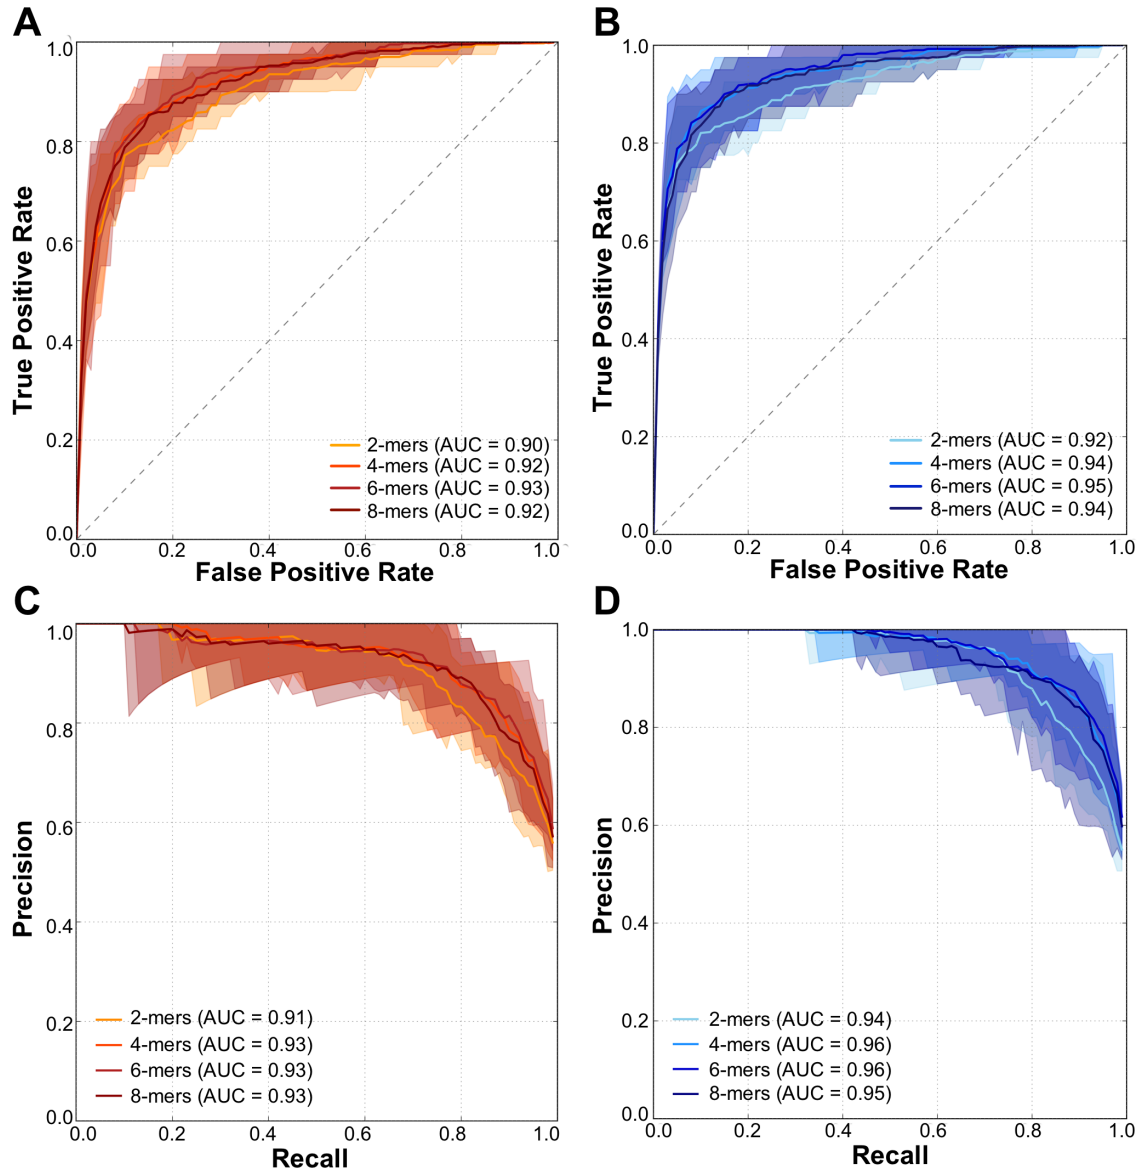 A
1.0
0.8
0.6
0.4
0.2
0.0
True Positive Rate
2-mers (AUC = 0.90)
4-mers (AUC = 0.92)
6-mers (AUC = 0.93)
8-mers (AUC = 0.92)
0.0 0.2 0.4 0.6 0.8 1.0
False Positive Rate
B
1.0
0.8
0.6
0.4
0.2
0.0
True Positive Rate
2-mers (AUC = 0.92)
4-mers (AUC = 0.94)
6-mers (AUC = 0.95)
8-mers (AUC = 0.94)
0.0 0.2 0.4 0.6 0.8 1.0
False Positive Rate
C
1.0
0.8
0.6
0.4
0.2
0.0
Precision
2-mers (AUC = 0.91)
4-mers (AUC = 0.93)
6-mers (AUC = 0.93)
8-mers (AUC = 0.93)
0.0 0.2 0.4 0.6 0.8 1.0
Recall
D
1.0
0.8
0.6
0.4
0.2
0.0
Precision
2-mers (AUC = 0.94)
4-mers (AUC = 0.96)
6-mers (AUC = 0.96)
8-mers (AUC = 0.95)
0.0 0.2 0.4 0.6 0.8 1.0
Recall